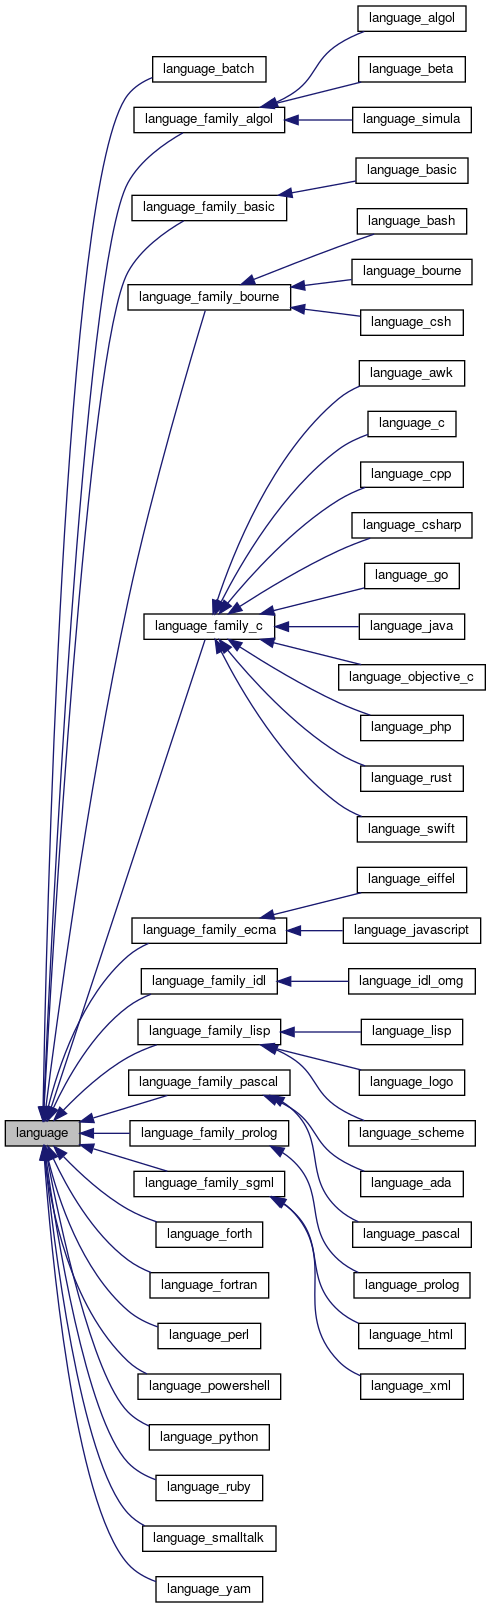 language_algol
language_batch
language_beta
language_family_algol
language_simula
language_basic
language_family_basic
language_bash
language_bourne
language_family_bourne
language_csh
language_awk
language_c
language_cpp
language_csharp
language_go
language_family_c
language_java
language_objective_c
language_php
language_rust
language_swift
language_eiffel
language_family_ecma
language_javascript
language_family_idl
language_idl_omg
language_family_lisp
language_lisp
language_family_pascal
language_logo
language
language_family_prolog
language_scheme
language_family_sgml
language_ada
language_forth
language_pascal
language_fortran
language_prolog
language_perl
language_html
language_powershell
language_xml
language_python
language_ruby
language_smalltalk
language_yam